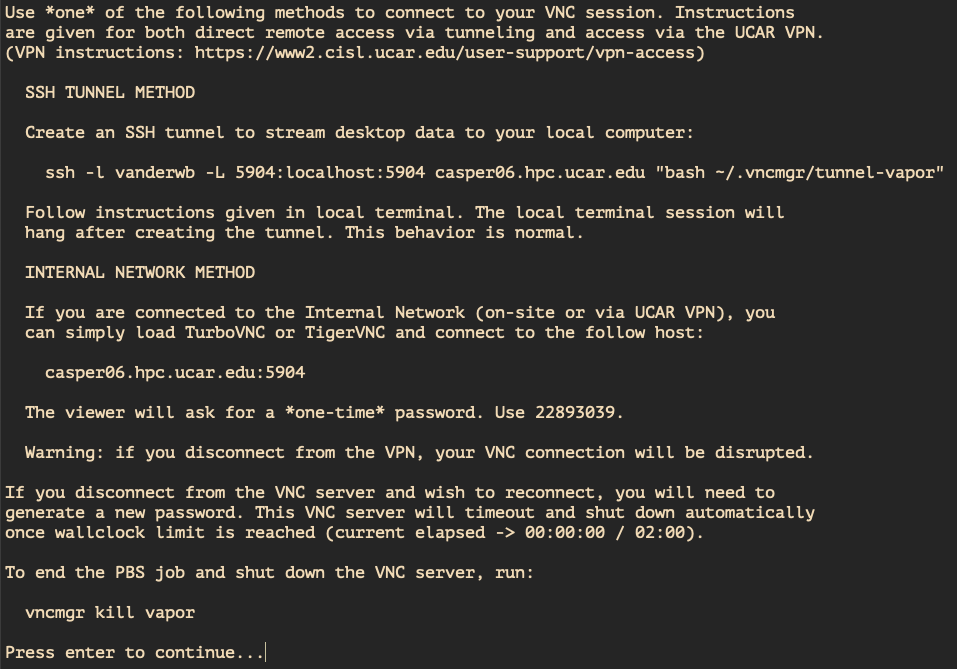 Use *one* of the following methods to connect to your VNC session. Instructions
are given for both direct remote access via tunneling and access via the UCAR VPN.
(VPN instructions: https://www2.cisl.ucar.edu/user-support/vpn-access)
SSH TUNNEL METHOD
Create an SSH tunnel to stream desktop data to your local computer:
ssh -l vanderwb -L 5904:localhost:5904 casper06.hpc.ucar.edu "bash ~/.vncmgr/tunnel-vapor"
Follow instructions given in local terminal. The local terminal session will
hang after creating the tunnel. This behavior is normal.
INTERNAL NETWORK METHOD
If you are connected to the Internal Network (on-site or via UCAR VPN), you
can simply load TurboVNC or TigerVNC and connect to the follow host:
casper06.hpc.ucar.edu:5904
The viewer will ask for a *one-time* password. Use 22893039.
Warning: if you disconnect from the VPN, your VNC connection will be disrupted.
If you disconnect from the VNC server and wish to reconnect, you will need to
generate a new password. This VNC server will timeout and shut down automatically
once wallclock limit is reached (current elapsed -> 00:00:00 / 02:00).
To end the PBS job and shut down the VNC server, run:
vncmgr kill vapor
Press enter to continue...